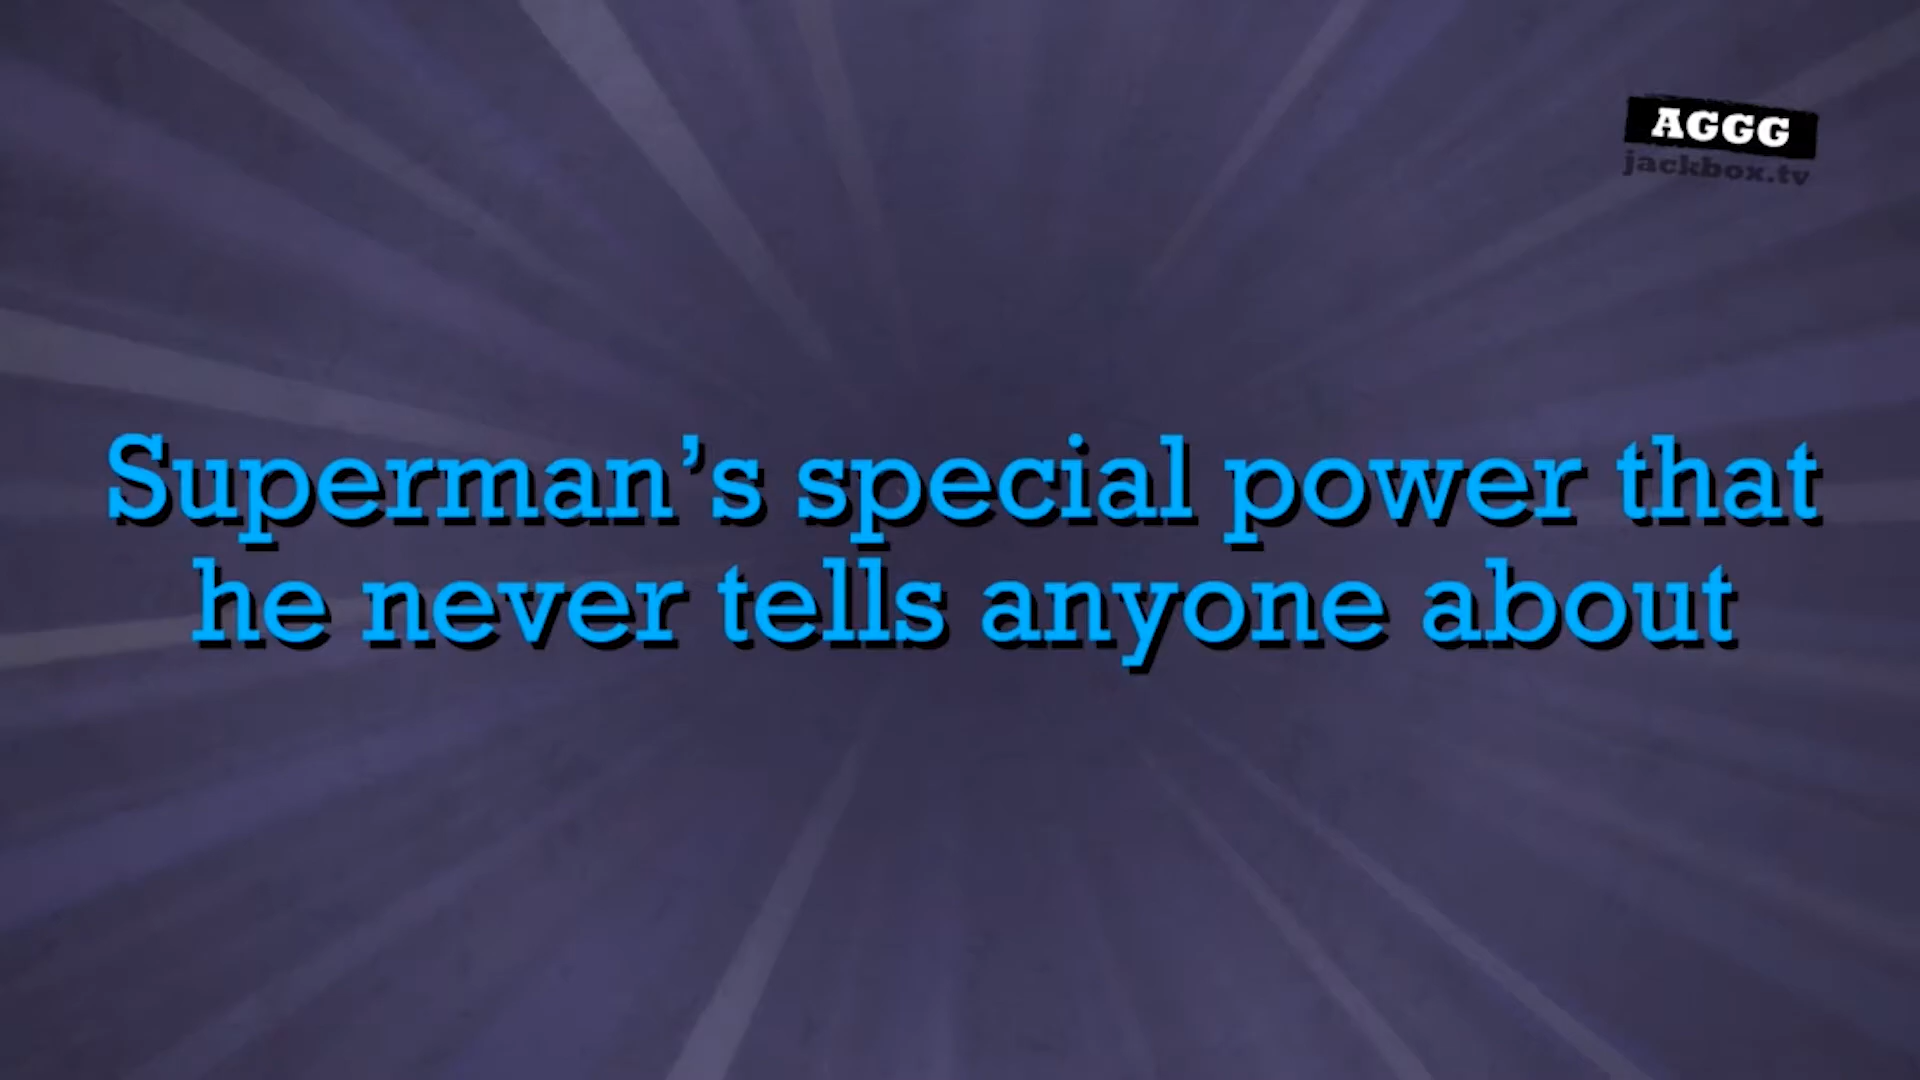 AGGG
jackbox.tv
Superman’s special power that
he never tells anyone about